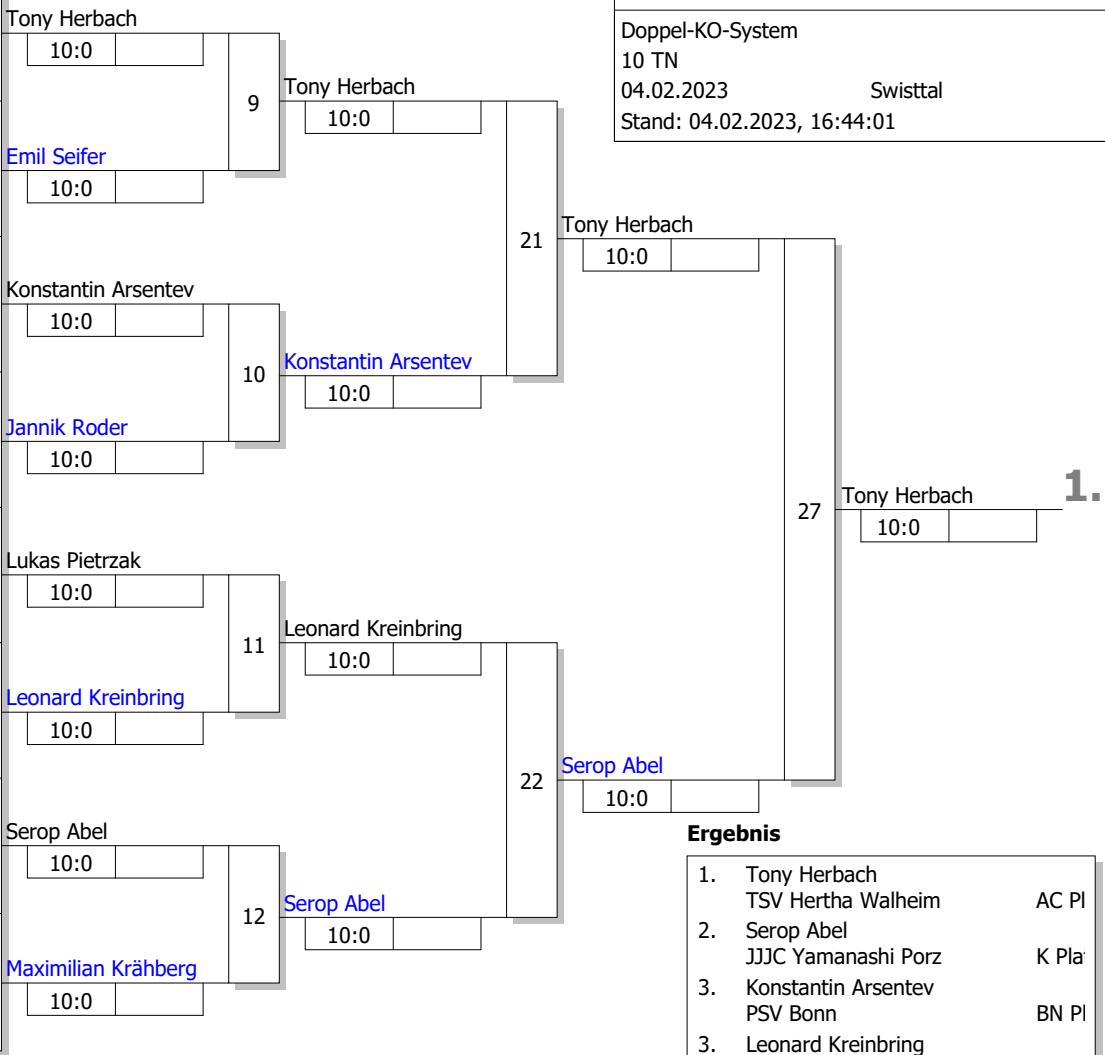 Doppel-KO-System
10 TN
04.02.2023 Swisttal
Stand: 04.02.2023, 16:44:01
Tony Herbach
10:0
9
Emil Seifer
10:0
Konstantin Arsentev
10:0
10
Jannik Roder
10:0
Lukas Pietrzak
10:0
11
Leonard Kreinbring
10:0
Serop Abel
10:0
12
Maximilian Krähberg
10:0
Tony Herbach
10:0
21
Konstantin Arsentev
10:0
Leonard Kreinbring
10:0
22
Serop Abel
10:0
Tony Herbach
10:0
27
Serop Abel
10:0
Tony Herbach
10:0
1.
Ergebnis
1. Tony Herbach
TSV Hertha Walheim AC Pl
2. Serop Abel
JJJC Yamanashi Porz K Pla
3. Konstantin Arsentev
PSV Bonn BN Pl
3. Leonard Kreinbring